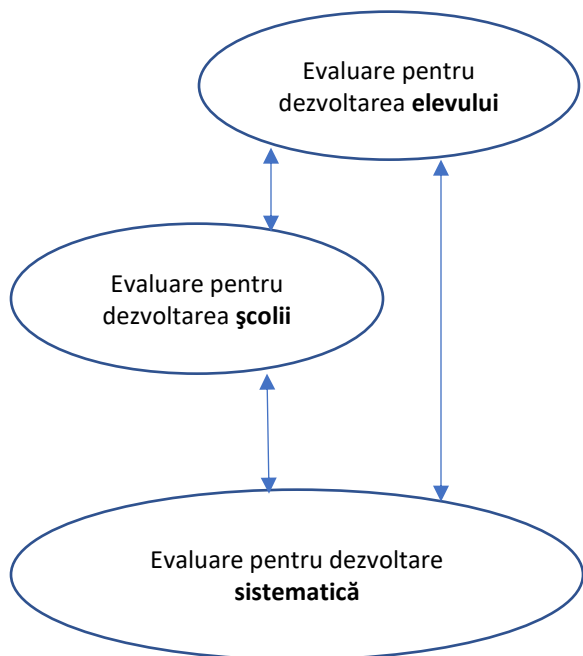 Evaluare pentru
dezvoltarea elevului
Evaluare pentru
dezvoltarea şcolii
Evaluare pentru dezvoltare
sistematică